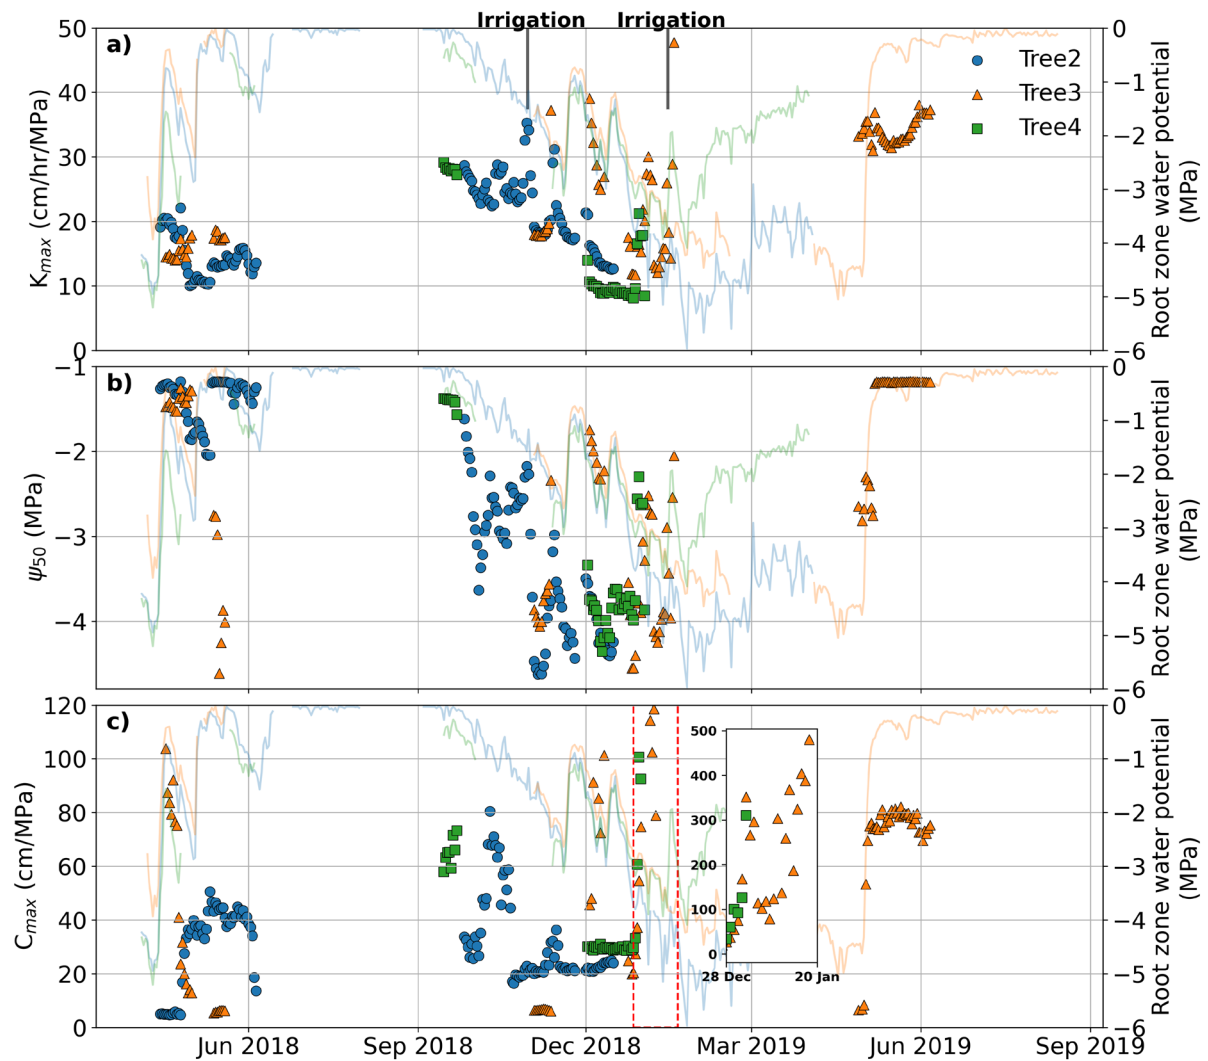 Irrigation Irrigation
a)
Tree2
Tree3
Tree4
50
40
30
20
10
0
K_max (cm/hr/MPa)
0
−1
−2
−3
−4
−5
−6
Root zone water potential
(MPa)
b)
−1
−2
−3
−4
ψ_50 (MPa)
0
−1
−2
−3
−4
−5
−6
Root zone water potential
(MPa)
c)
120
100
80
60
40
20
0
C_max (cm/MPa)
500
400
300
200
100
0
28 Dec 20 Jan
0
−1
−2
−3
−4
−5
−6
Root zone water potential
(MPa)
Jun 2018 Sep 2018 Dec 2018 Mar 2019 Jun 2019 Sep 2019